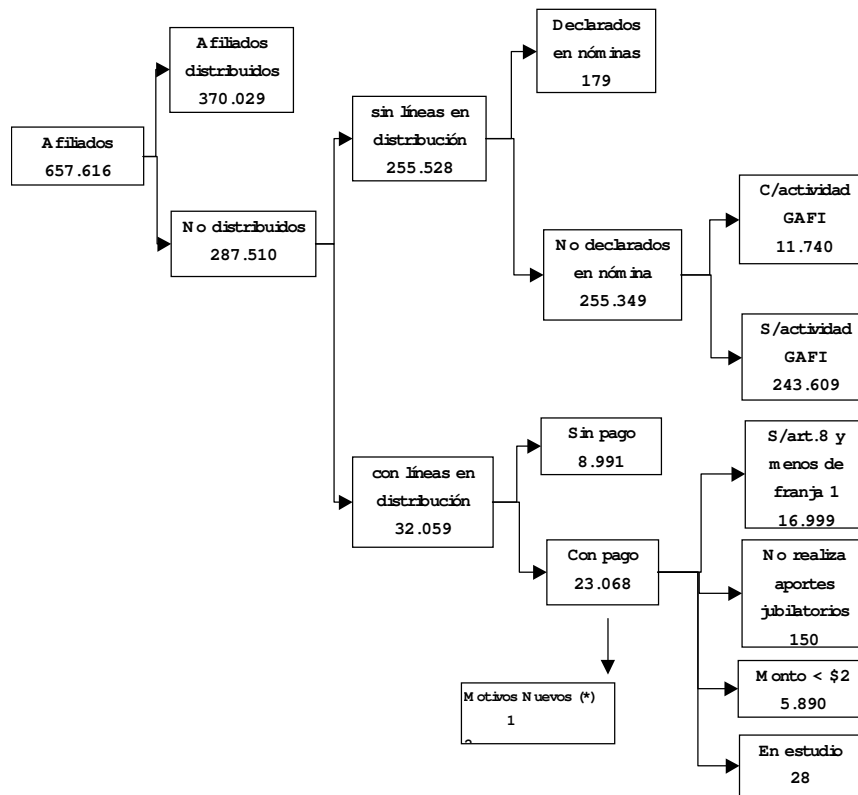 Afiliados
657.616
Afiliados
distribuidos
370.029
No distribuidos
287.510
sin líneas en
distribución
255.528
con líneas en
distribución
32.059
Declarados
en nóminas
179
No declarados
en nómina
255.349
C/actividad
GAFI
11.740
S/actividad
GAFI
243.609
Sin pago
8.991
Con pago
23.068
S/art.8 y
menos de
franja 1
16.999
No realiza
aportes
jubilatorios
150
Monto < $2
5.890
En estudio
28
Motivos Nuevos (*)
1